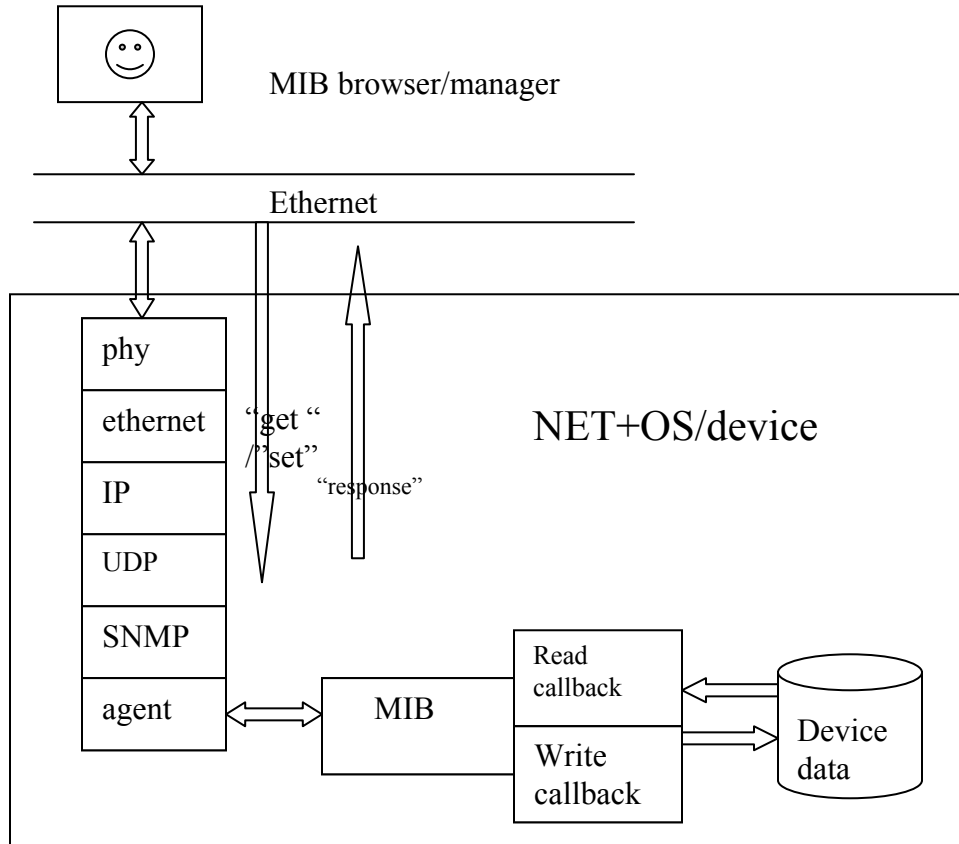 MIB browser/manager
Ethernet
phy
ethernet
IP
UDP
SNMP
agent
“get “
/”set”
“response”
NET+OS/device
MIB
Read
callback
Write
callback
Device
data